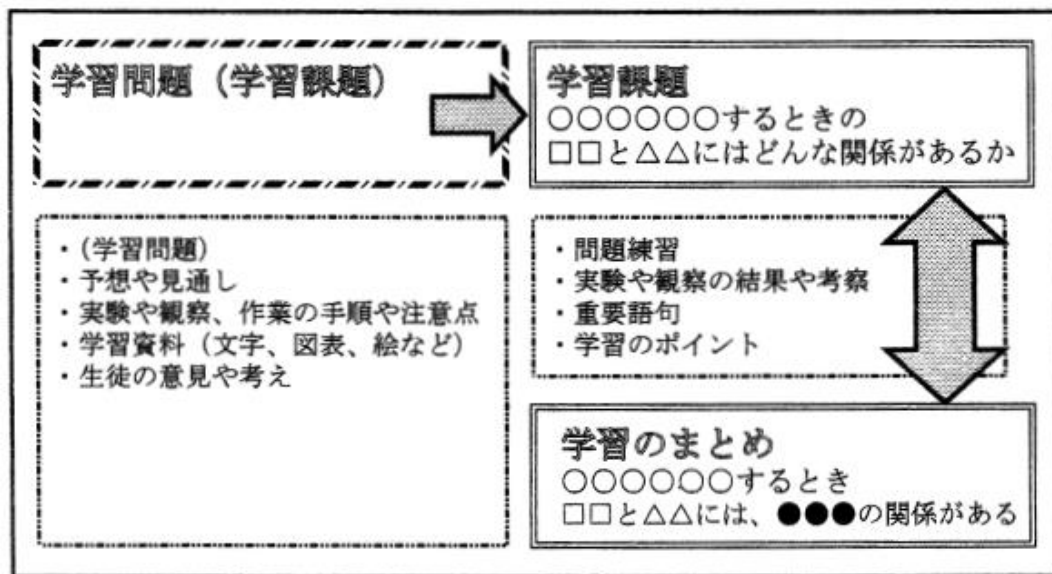 学習問題（学習課題）
学習課題
○○○○○○するときの
□□と△△にはどんな関係があるか
・（学習問題）
・予想や見通し
・実験や観察、作業の手順や注意点
・学習資料（文字、図表、絵など）
・生徒の意見や考え
・問題練習
・実験や観察の結果や考察
・重要語句
・学習のポイント
学習のまとめ
○○○○○○するとき
□□と△△には、●●●の関係がある